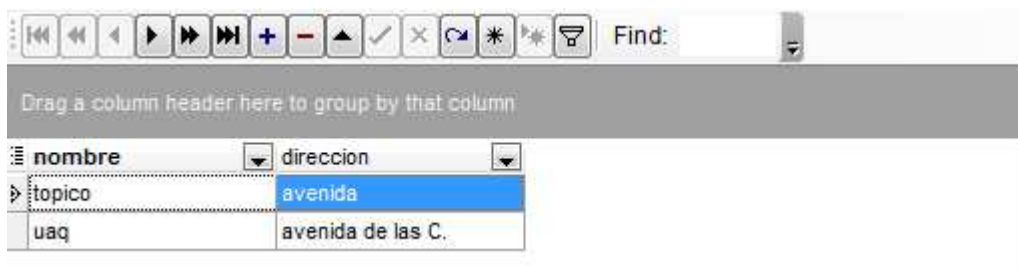 Find:
Drag a column header here to group by that column
nombre direccion
topico avenida
uaq avenida de las C.